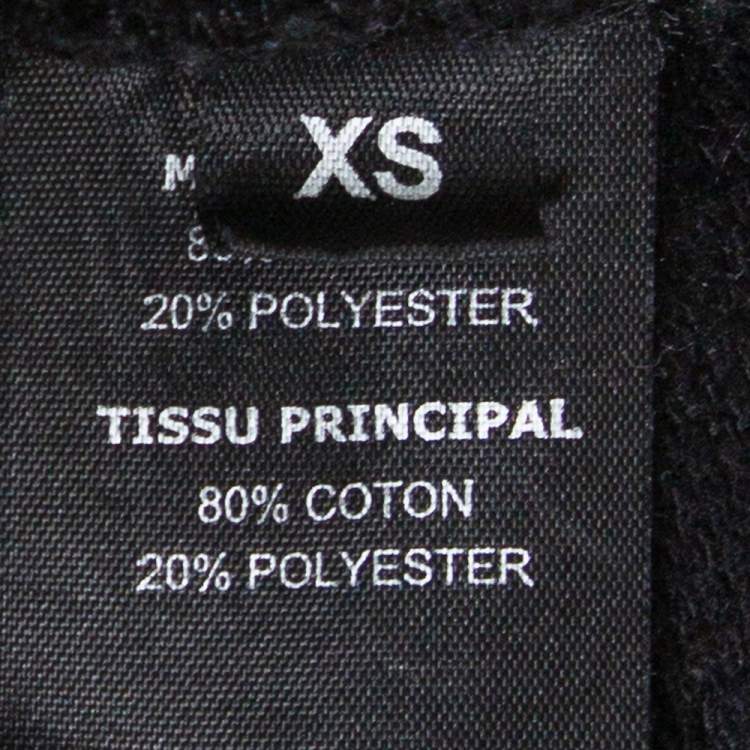 XS
20% POLYESTER
TISSU PRINCIPAL
80% COTON
20% POLYESTER